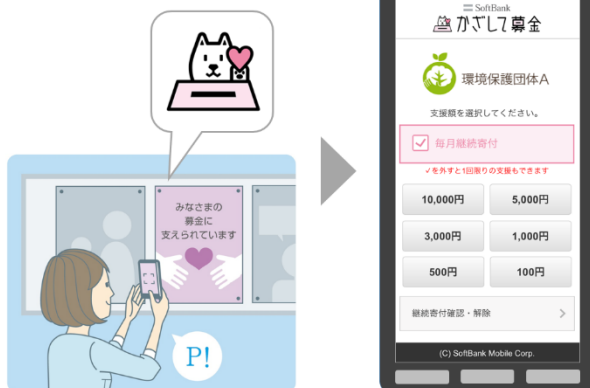 みなさまの
募金に
支えられています
P!
SoftBank
かざして募金
環境保護団体A
支援額を選択してください。
毎月継続寄付
✓を外すと1回限りの支援もできます
10,000円
5,000円
3,000円
1,000円
500円
100円
継続寄付確認・解除
(C) SoftBank Mobile Corp.